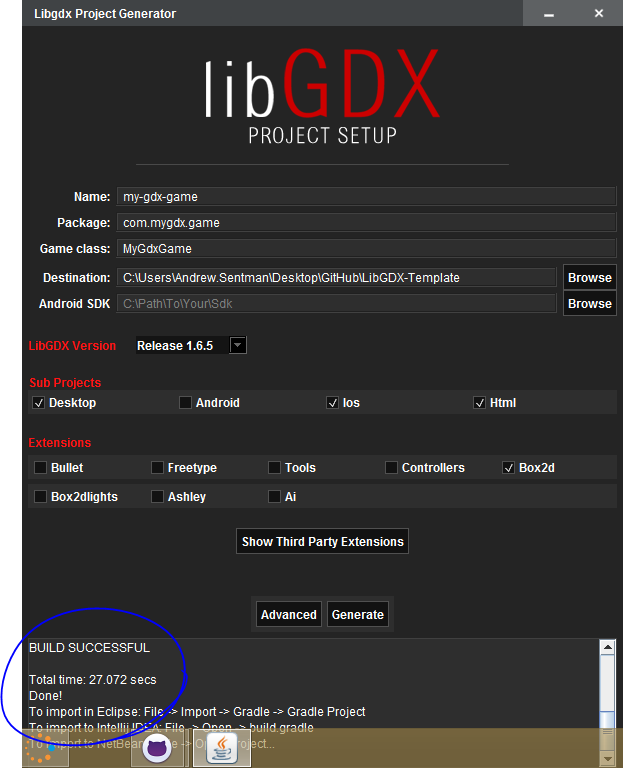 Libgdx Project Generator
libGDX
PROJECT SETUP
Name: my-gdx-game
Package: com.mygdx.game
Game class: MyGdxGame
Destination: C:\Users\Andrew.Sentman\Desktop\GitHub\LibGDX-Template Browse
Android SDK C:\Path\To\Your\Sdk Browse
LibGDX Version Release 1.6.5
Sub Projects
Desktop Android Ios Html
Extensions
Bullet Freetype Tools Controllers Box2d
Box2dlights Ashley Ai
Show Third Party Extensions
Advanced Generate
BUILD SUCCESSFUL
Total time: 27.072 secs
Done!
To import in Eclipse: File -> Import -> Gradle -> Gradle Project
To import to Intellij IDEA: File -> Open -> build.gradle
To import to NetBeans: File -> Open Project...